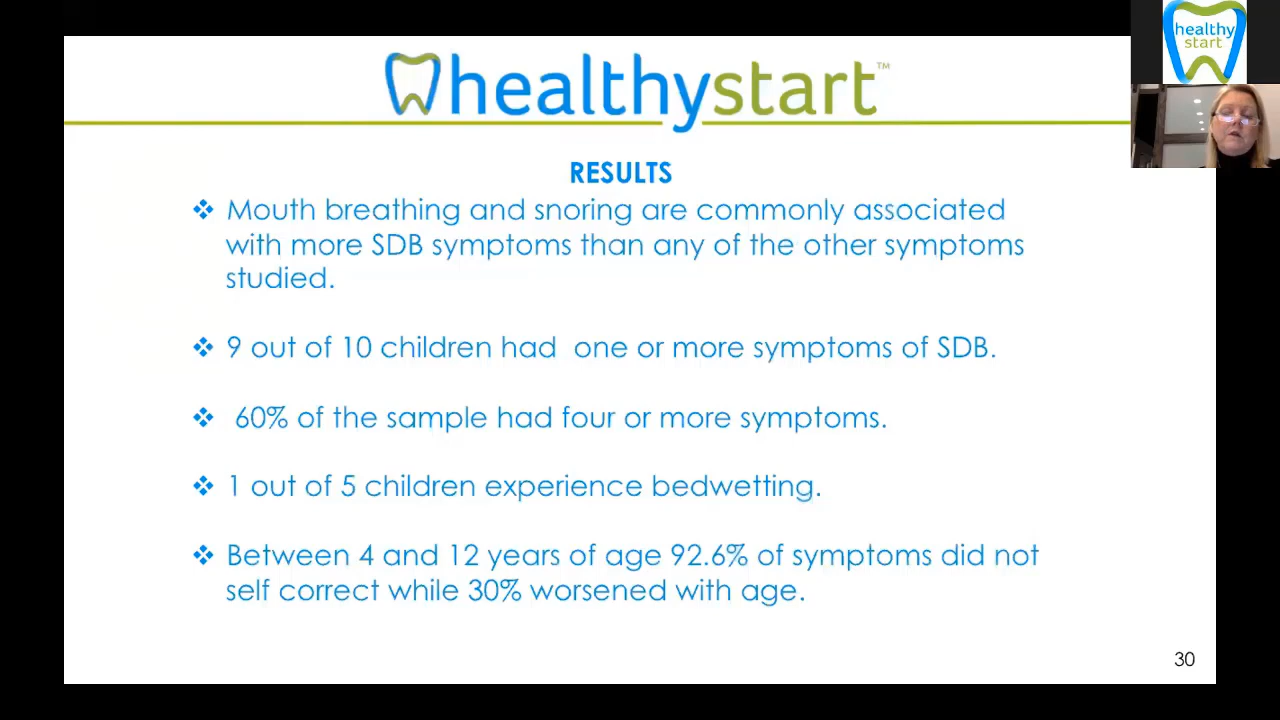 healthystart™
healthy
start
RESULTS
❖ Mouth breathing and snoring are commonly associated
with more SDB symptoms than any of the other symptoms
studied.
❖ 9 out of 10 children had one or more symptoms of SDB.
❖ 60% of the sample had four or more symptoms.
❖ 1 out of 5 children experience bedwetting.
❖ Between 4 and 12 years of age 92.6% of symptoms did not
self correct while 30% worsened with age.
30